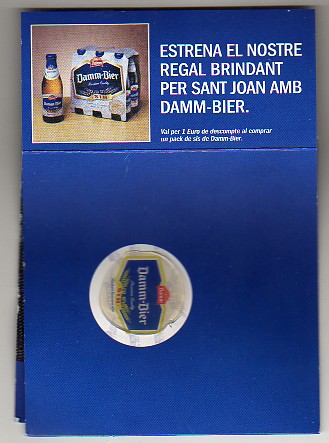 ESTRENA EL NOSTRE
REGAL BRINDANT
PER SANT JOAN AMB
DAMM-BIER.
Val per 1 Euro de descompte al comprar
un pack de sis de Damm-Bier.
Damm-Bier
Damm-Bier